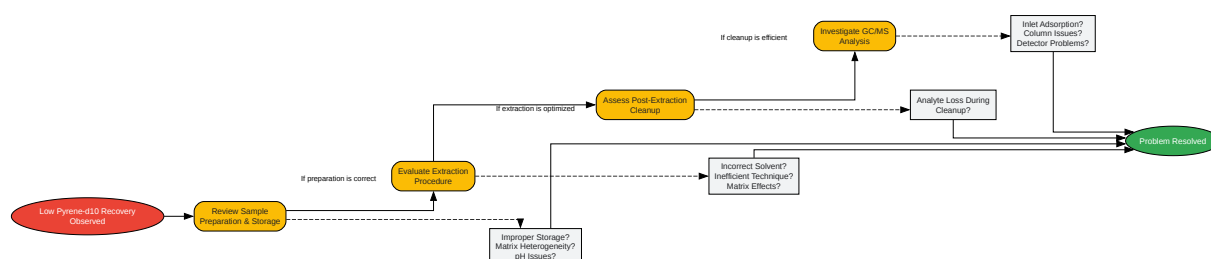 Inlet Adsorption?
Column Issues?
Detector Problems?
Investigate GC/MS
Analysis
If cleanup is efficient
Assess Post-Extraction
Cleanup
If extraction is optimized
Analyte Loss During
Cleanup?
Problem Resolved
Incorrect Solvent?
Inefficient Technique?
Matrix Effects?
Evaluate Extraction
Procedure
If preparation is correct
Low Pyrene-d10 Recovery
Observed
Review Sample
Preparation & Storage
Improper Storage?
Matrix Heterogeneity?
pH Issues?